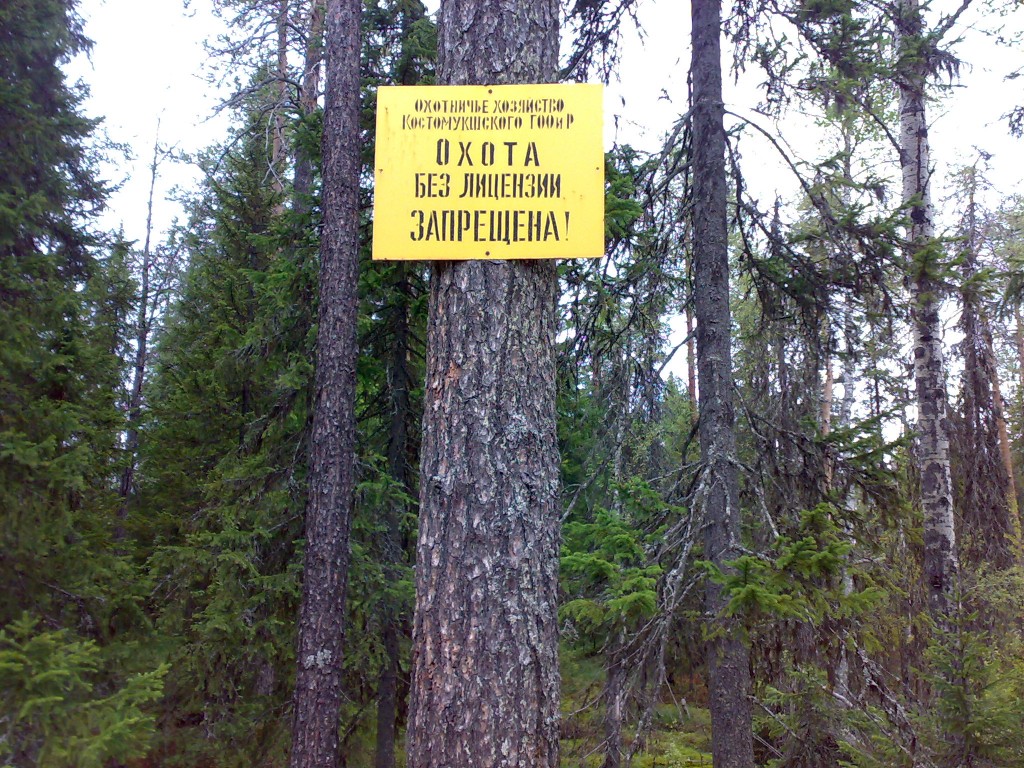 ОХОТНИЧЬЕ ХОЗЯЙСТВО
КОСТОМУКШСКОГО ГООиР
ОХОТА
БЕЗ ЛИЦЕНЗИИ
ЗАПРЕЩЕНА!